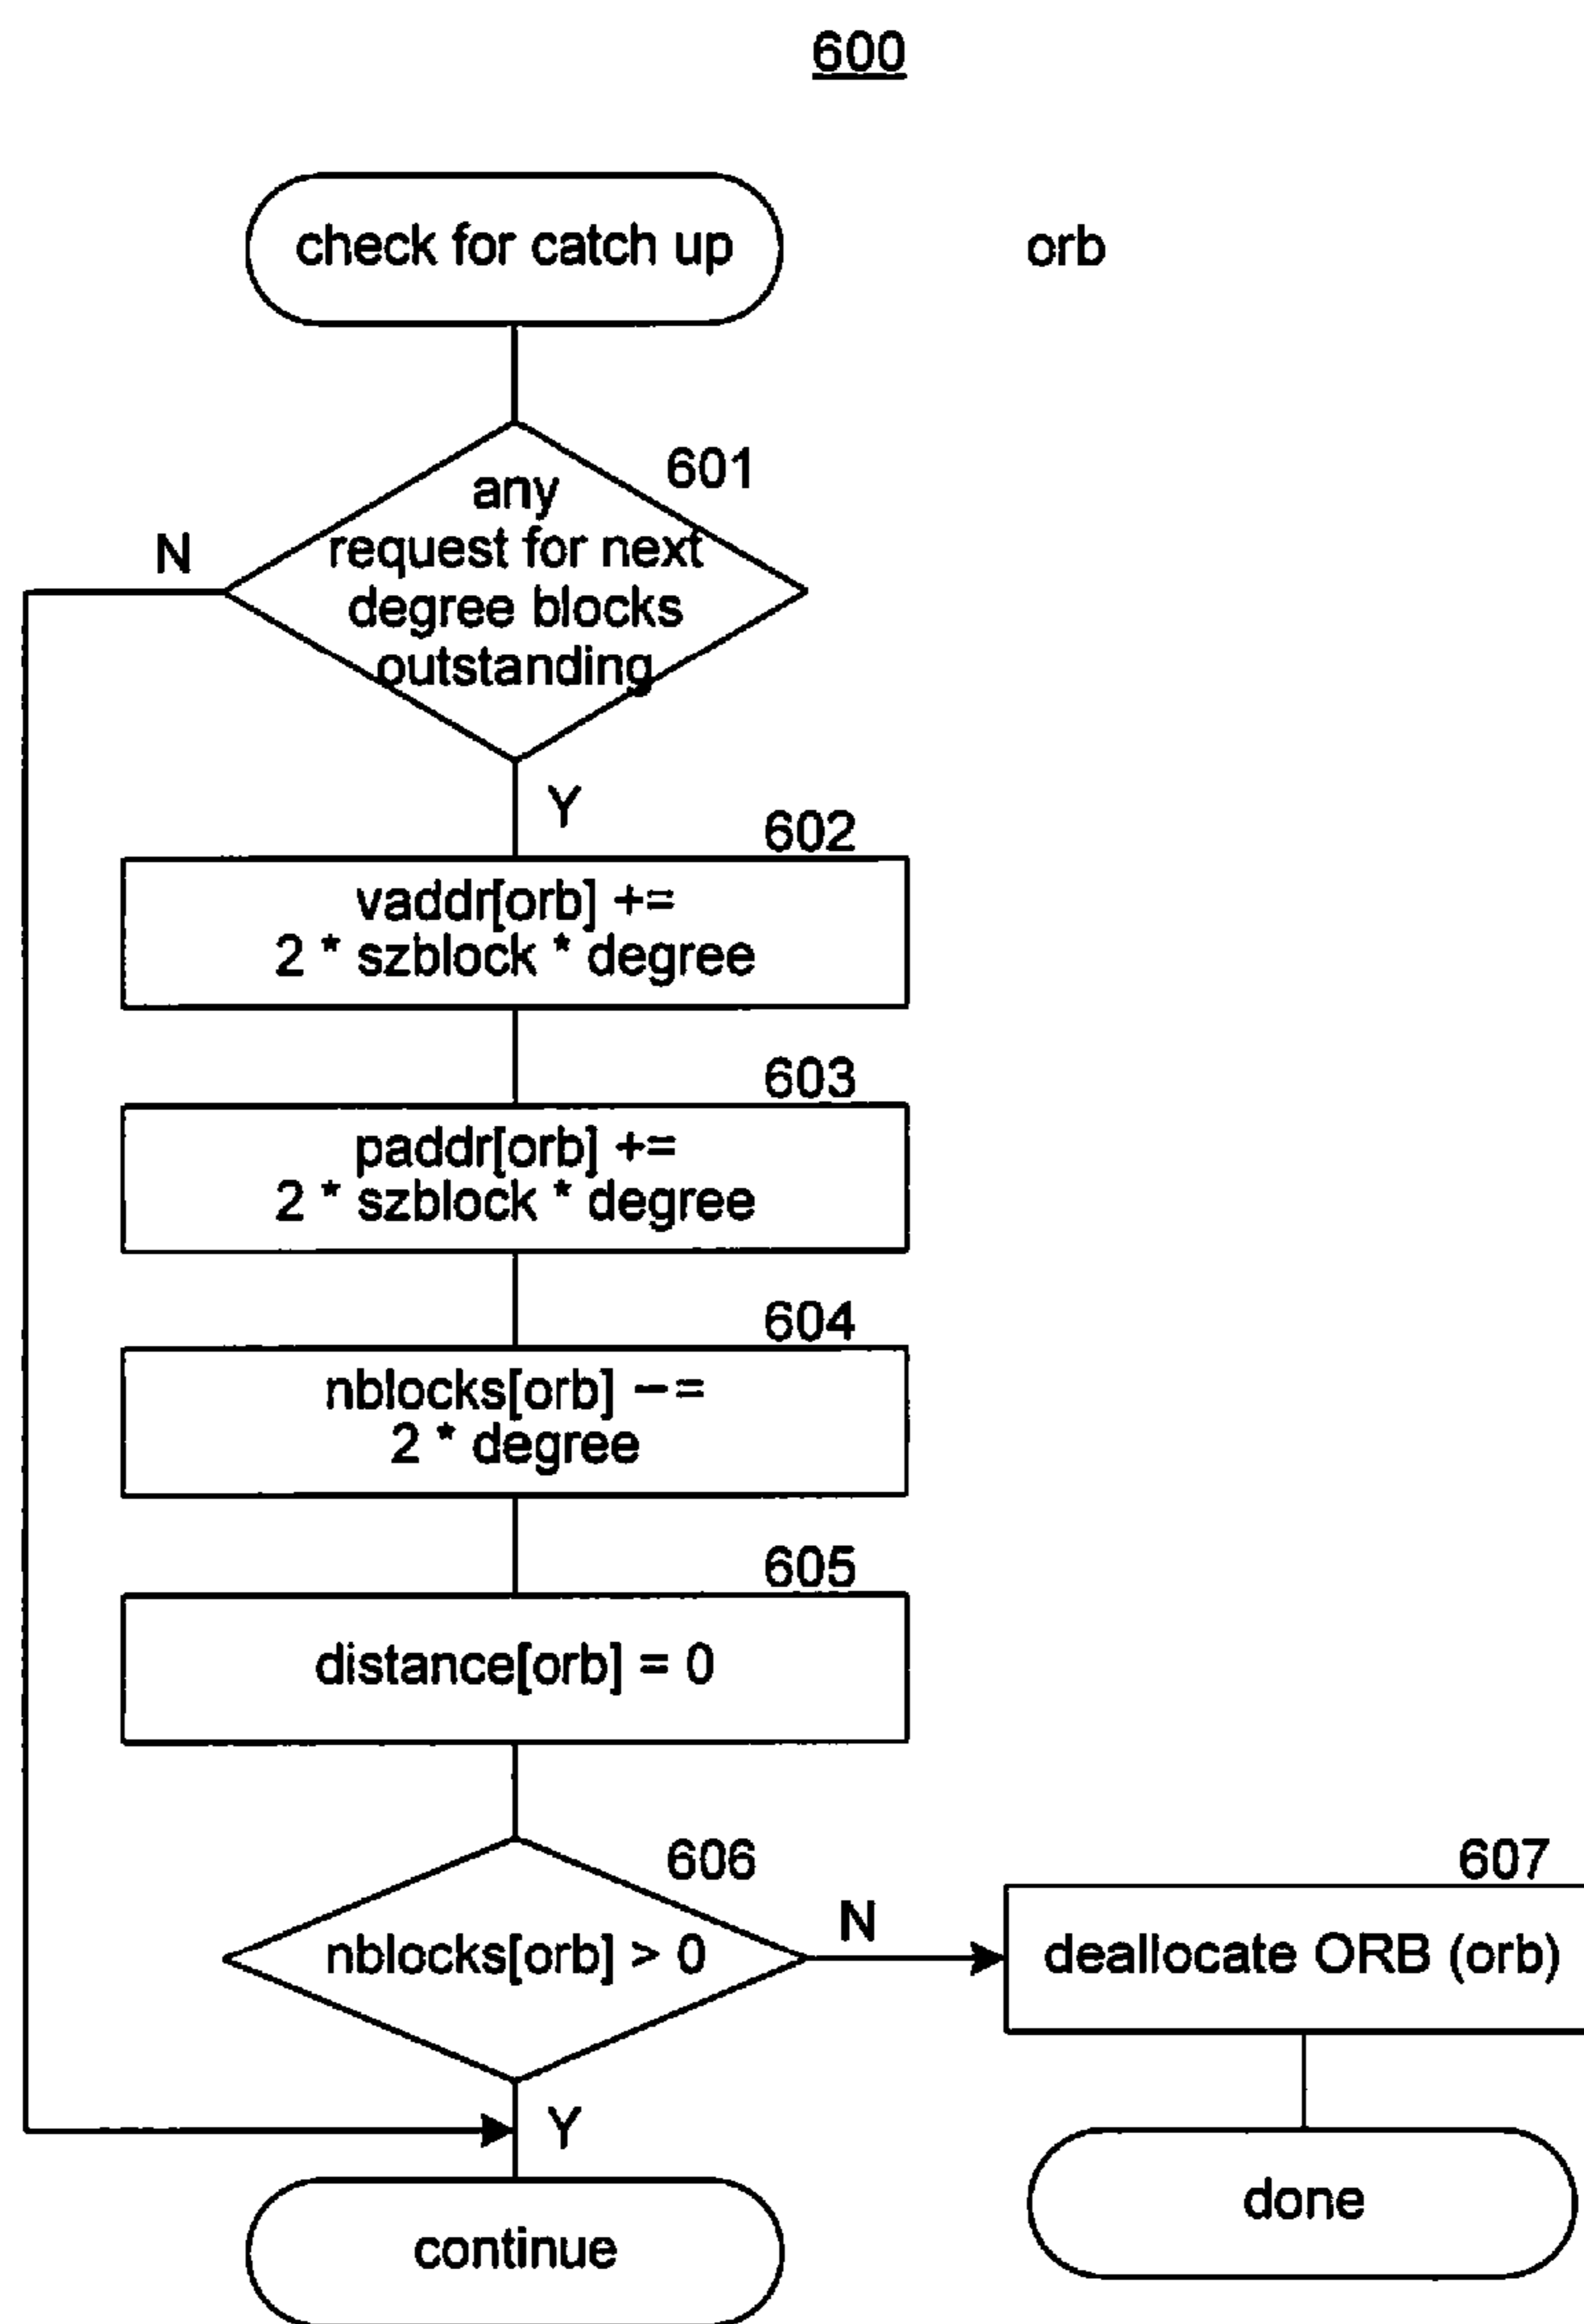 600
check for catch up
orb
601
any
request for next
degree blocks
outstanding
N
Y
602
vaddr[orb] +=
2 * szblock * degree
603
paddr[orb] +=
2 * szblock * degree
604
nblocks[orb] –=
2 * degree
605
distance[orb] = 0
606
nblocks[orb] > 0
N
607
deallocate ORB (orb)
Y
continue
done